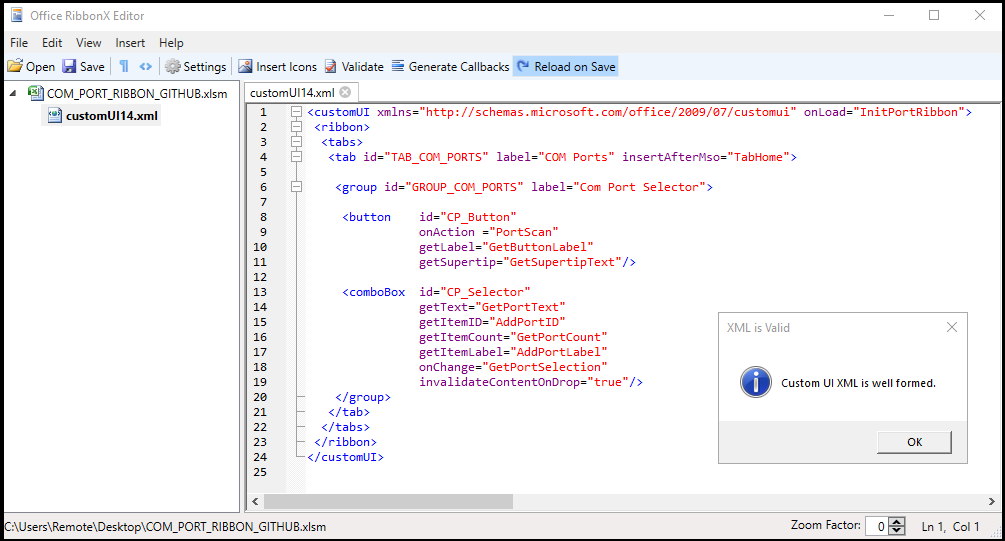 Office RibbonX Editor
File Edit View Insert Help
Open Save Settings Insert Icons Validate Generate Callbacks Reload on Save
COM_PORT_RIBBON_GITHUB.xlsm
customUI14.xml
customUI14.xml
1 <customUI xmlns="http://schemas.microsoft.com/office/2009/07/customui" onLoad="InitPortRibbon">
2 <ribbon>
3 <tabs>
4 <tab id="TAB_COM_PORTS" label="COM Ports" insertAfterMso="TabHome">
5
6 <group id="GROUP_COM_PORTS" label="Com Port Selector">
7
8 <button id="CP_Button"
9 onAction ="PortScan"
10 getLabel="GetButtonLabel"
11 getSupertip="GetSupertipText"/>
12
13 <comboBox id="CP_Selector"
14 getText="GetPortText"
15 getItemID="AddPortID"
16 getItemCount="GetPortCount"
17 getItemLabel="AddPortLabel"
18 onChange="GetPortSelection"
19 invalidateContentOnDrop="true"/>
20 </group>
21 </tab>
22 </tabs>
23 </ribbon>
24 </customUI>
25
XML is Valid
Custom UI XML is well formed.
OK
C:\Users\Remote\Desktop\COM_PORT_RIBBON_GITHUB.xlsm
Zoom Factor: 0 Ln 1, Col 1